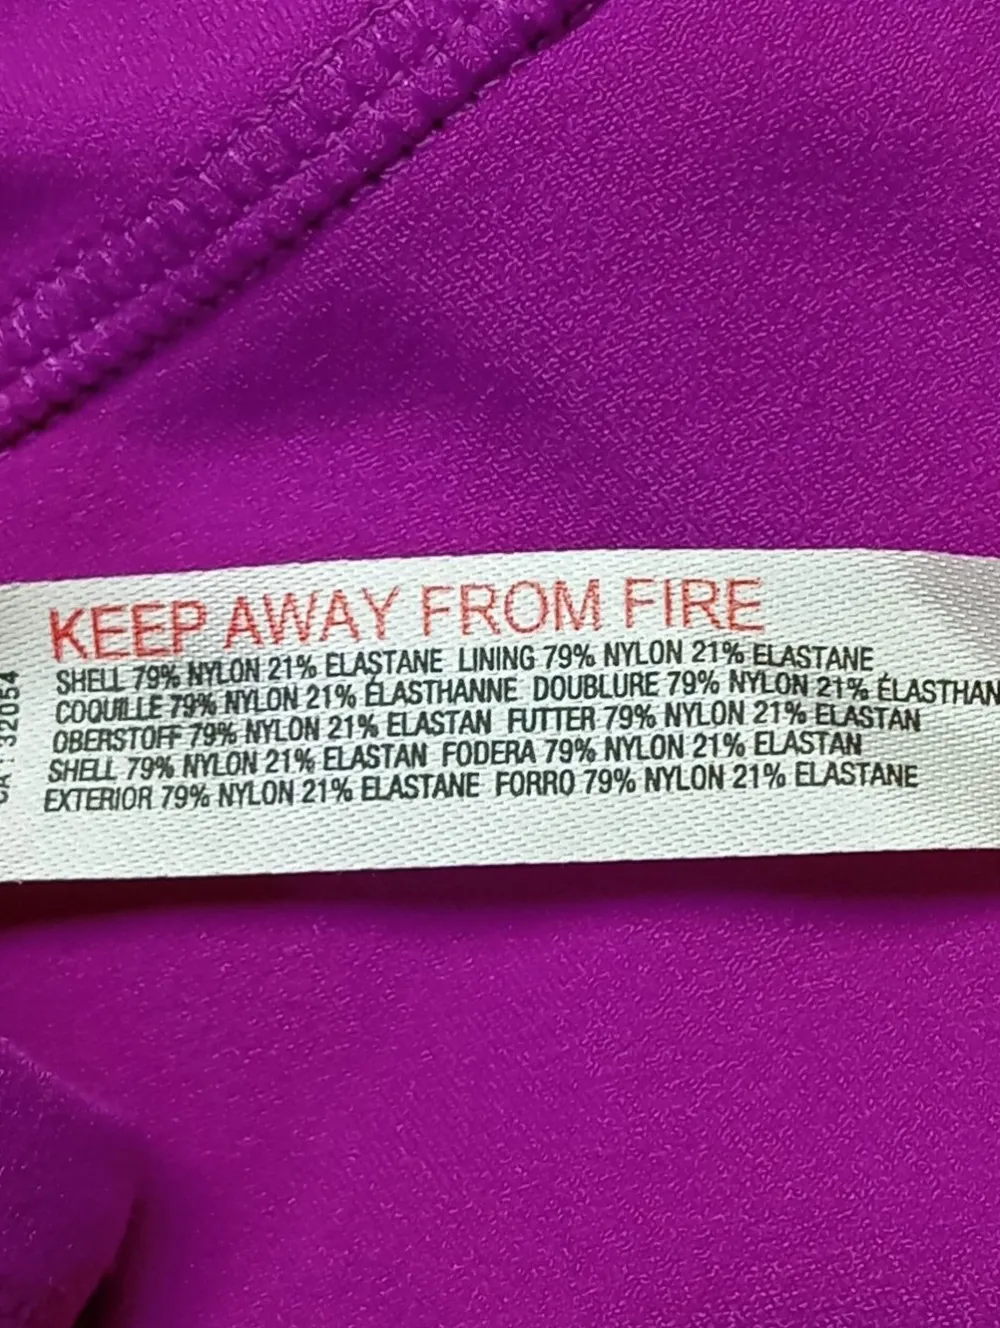 KEEP AWAY FROM FIRE
SHELL 79% NYLON 21% ELASTANE LINING 79% NYLON 21% ELASTANE
COQUILLE 79% NYLON 21% ÉLASTHANNE DOUBLURE 79% NYLON 21% ÉLASTHAN
OBERSTOFF 79% NYLON 21% ELASTAN FUTTER 79% NYLON 21% ELASTAN
SHELL 79% NYLON 21% ELASTAN FODERA 79% NYLON 21% ELASTAN
EXTERIOR 79% NYLON 21% ELASTANE FORRO 79% NYLON 21% ELASTANE
CA : 32054